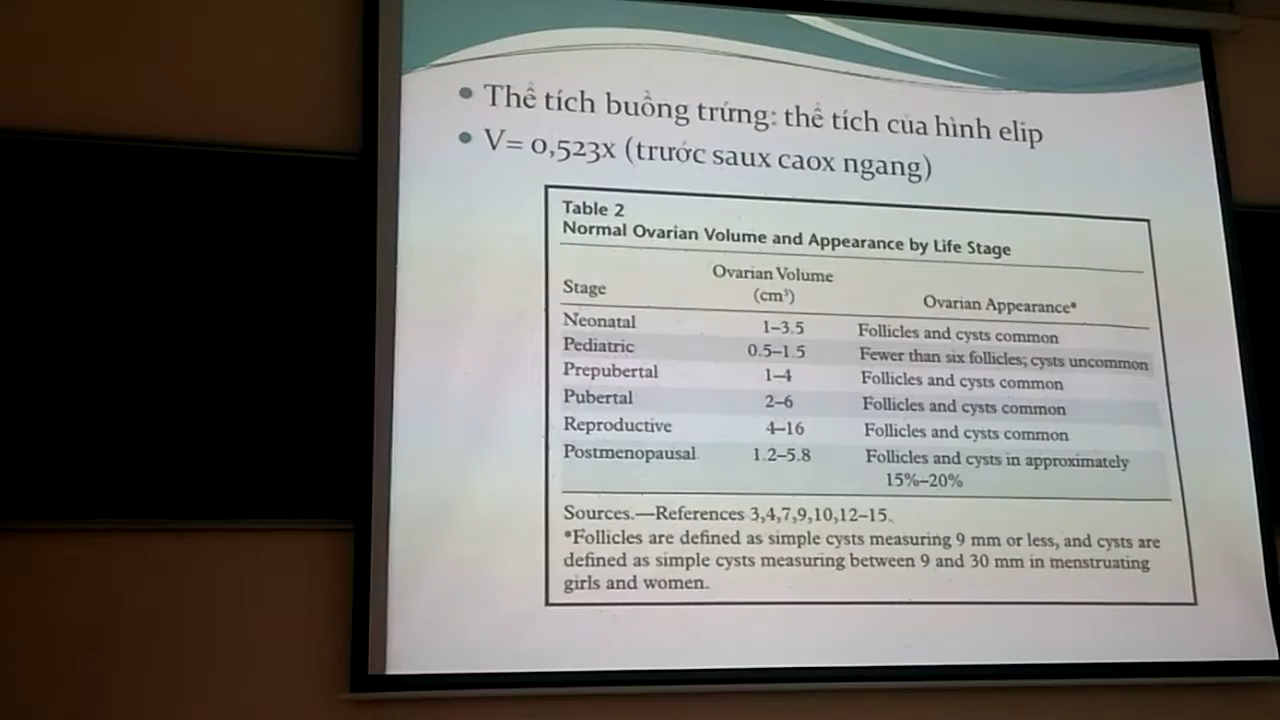 Thể tích buồng trứng: thể tích của hình elip
V= 0,523x (trước saux caox ngang)
Table 2
Normal Ovarian Volume and Appearance by Life Stage
Stage Ovarian Volume (cm³) Ovarian Appearance*
Neonatal 1–3.5 Follicles and cysts common
Pediatric 0.5–1.5 Fewer than six follicles; cysts uncommon
Prepubertal 1–4 Follicles and cysts common
Pubertal 2–6 Follicles and cysts common
Reproductive 4–16 Follicles and cysts common
Postmenopausal 1.2–5.8 Follicles and cysts in approximately
15%–20%
Sources.—References 3,4,7,9,10,12–15.
*Follicles are defined as simple cysts measuring 9 mm or less, and cysts are
defined as simple cysts measuring between 9 and 30 mm in menstruating
girls and women.